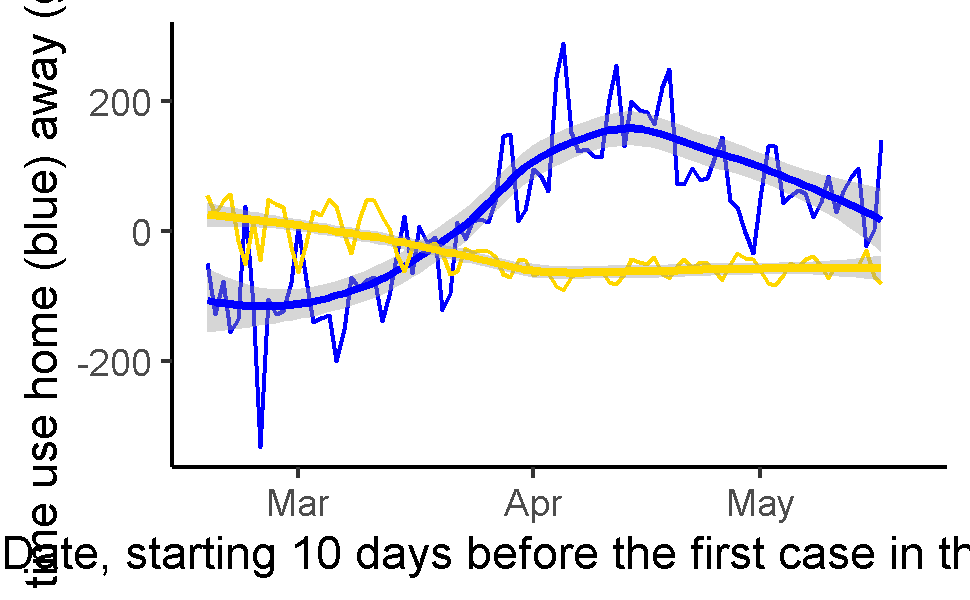 time use home (blue) away (
200
0
-200
Mar Apr May
Date, starting 10 days before the first case in th